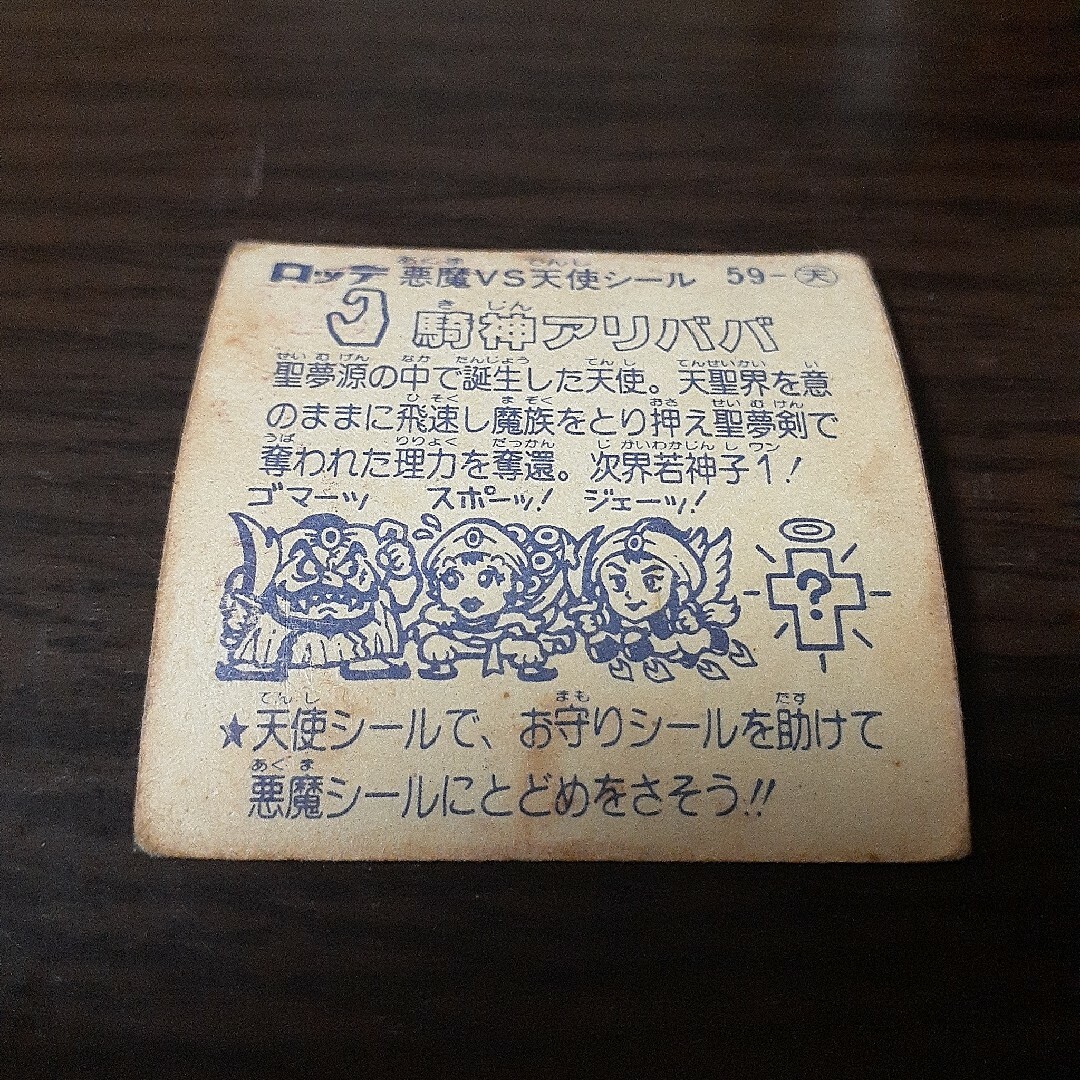 ロッテ 悪魔VS天使シール 59-天
騎神アリババ
聖夢源の中で誕生した天使。天聖界を意
のままに飛速し魔族をとり押え聖夢剣で
奪われた理力を奪還。次界若神子1!
ゴマーッ スポーッ! ジェーッ!
?
★天使シールで、お守りシールを助けて
悪魔シールにとどめをさそう!!